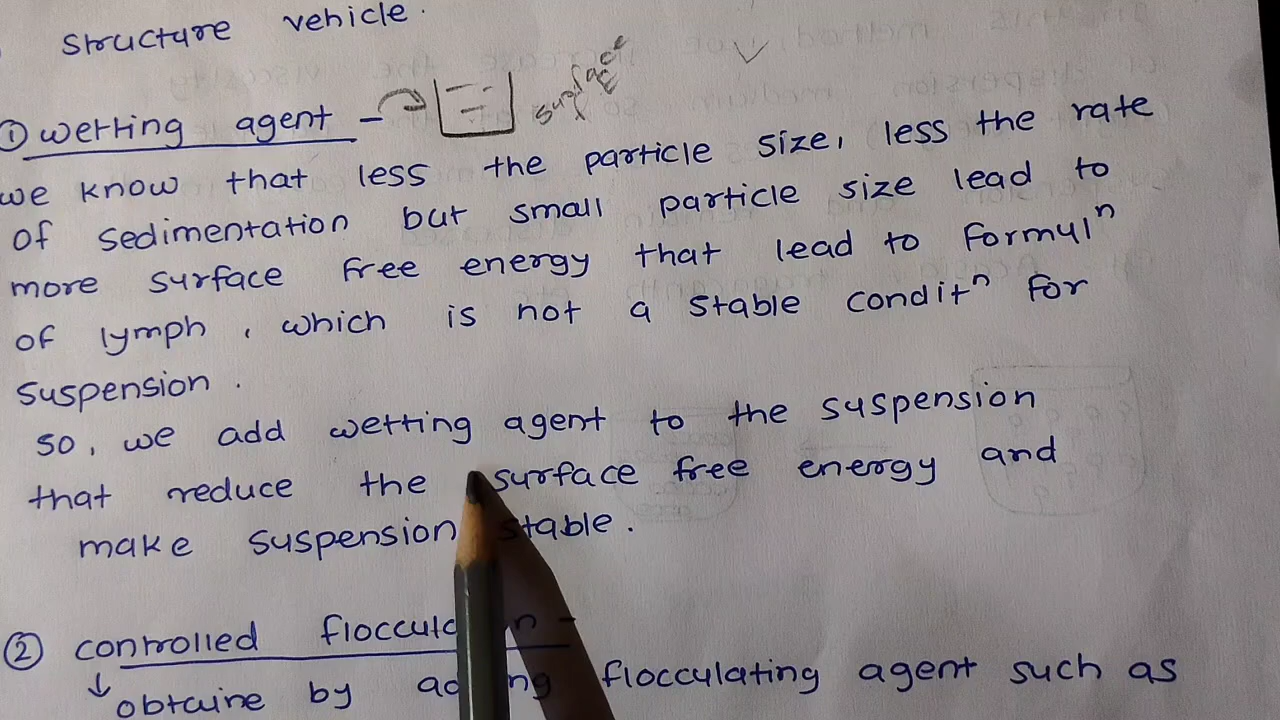 structure vehicle.
① wetting agent - surface
we know that less the particle size, less the rate
of sedimentation but small particle size lead to
more surface free energy that lead to formulⁿ
of lymph, which is not a stable conditⁿ for
suspension.
so, we add wetting agent to the suspension
that reduce the surface free energy and
make suspension stable.
② controlled
↓ obtaine by flocculating agent such as